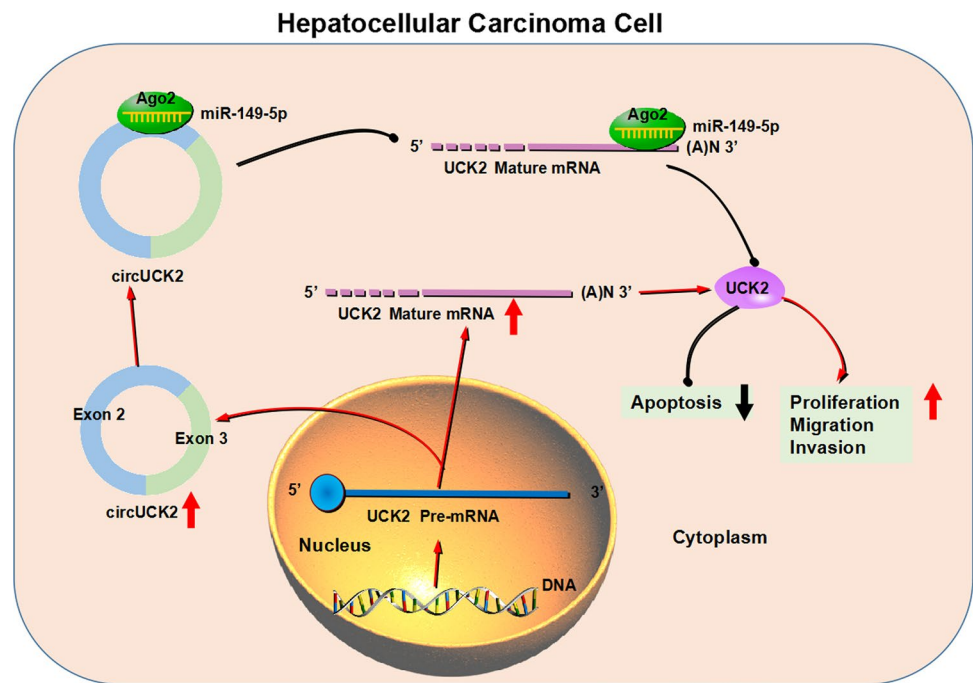 Hepatocellular Carcinoma Cell
Ago2
miR-149-5p
circUCK2
5’
Ago2
miR-149-5p
(A)N 3’
UCK2 Mature mRNA
5’
(A)N 3’
UCK2 Mature mRNA
UCK2
Apoptosis
Proliferation
Migration
Invasion
Exon 2
Exon 3
circUCK2
5’
3’
UCK2 Pre-mRNA
Nucleus
DNA
Cytoplasm